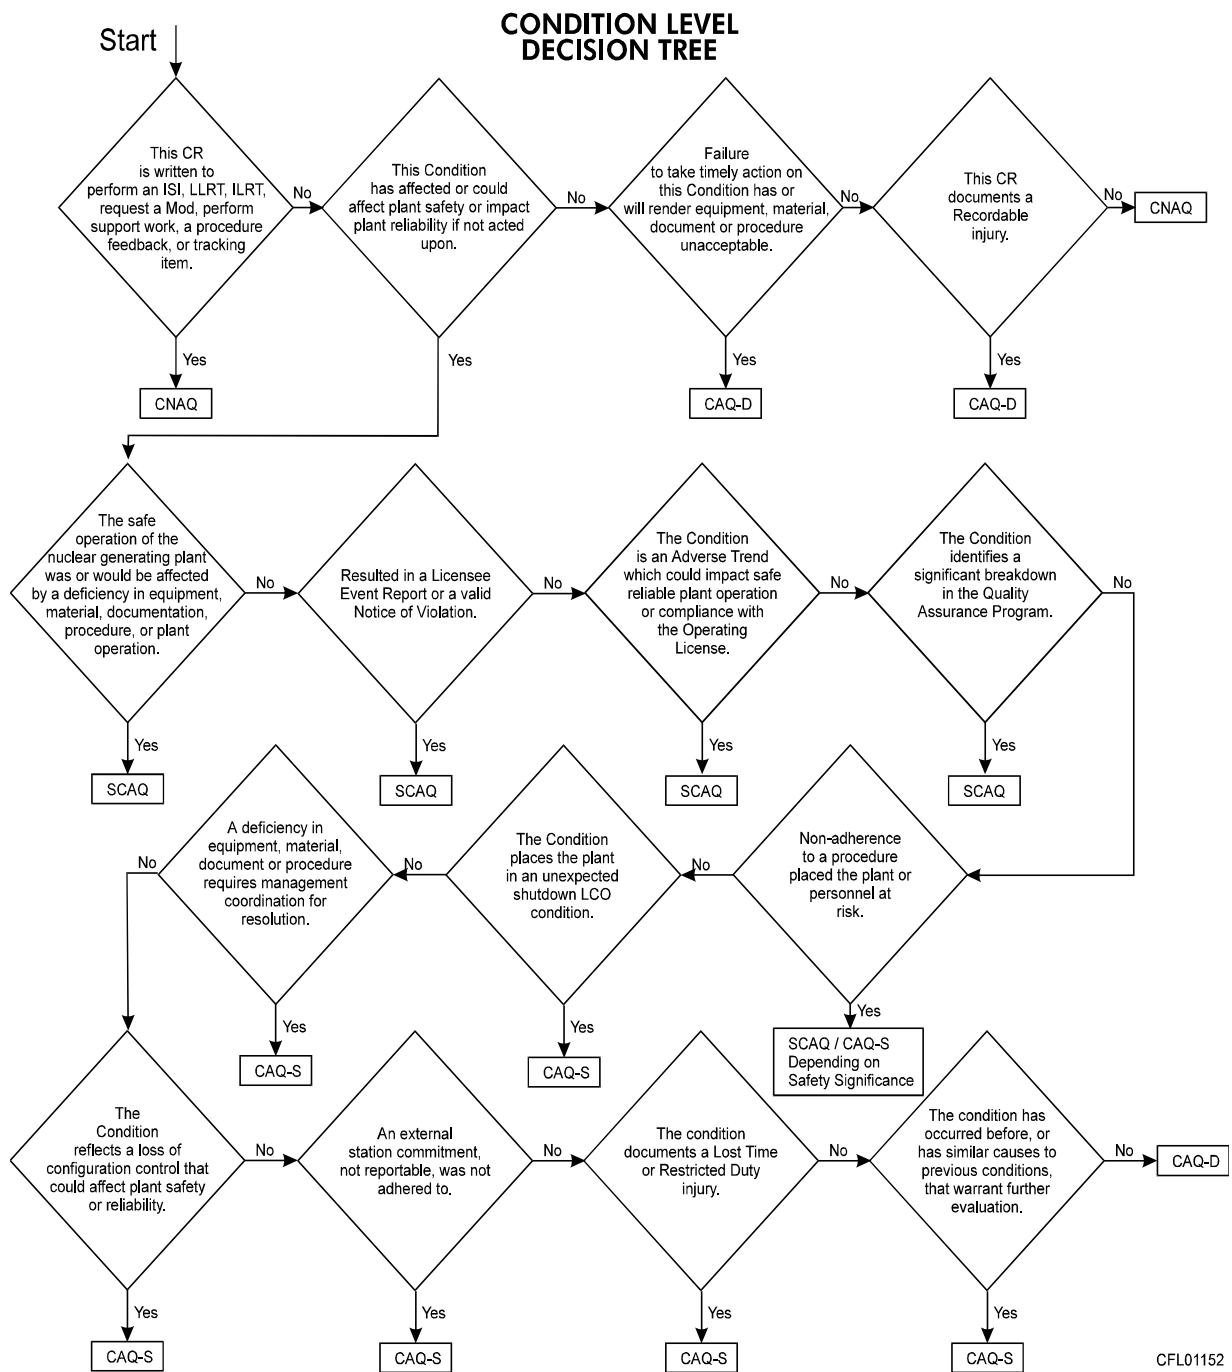 CONDITION LEVEL
DECISION TREE
Start
This CR
is written to
perform an ISI, LLRT, ILRT,
request a Mod, perform
support work, a procedure
feedback, or tracking
item.
No
Yes
CNAQ
This Condition
has affected or could
affect plant safety or impact
plant reliability if not acted
upon.
No
Yes
Failure
to take timely action on
this Condition has or
will render equipment, material,
document or procedure
unacceptable.
No
Yes
CAQ-D
This CR
documents a
Recordable
injury.
No
CNAQ
Yes
CAQ-D
The safe
operation of the
nuclear generating plant
was or would be affected
by a deficiency in equipment,
material, documentation,
procedure, or plant
operation.
No
Yes
SCAQ
Resulted in a Licensee
Event Report or a valid
Notice of Violation.
No
Yes
SCAQ
The Condition
is an Adverse Trend
which could impact safe
reliable plant operation
or compliance with
the Operating
License.
No
Yes
SCAQ
The Condition
identifies a
significant breakdown
in the Quality
Assurance Program.
No
Yes
SCAQ
Non-adherence
to a procedure
placed the plant or
personnel at
risk.
No
Yes
SCAQ / CAQ-S
Depending on
Safety Significance
The Condition
places the plant
in an unexpected
shutdown LCO
condition.
No
Yes
CAQ-S
A deficiency in
equipment, material,
document or procedure
requires management
coordination for
resolution.
No
Yes
CAQ-S
The
Condition
reflects a loss of
configuration control that
could affect plant safety
or reliability.
No
Yes
CAQ-S
An external
station commitment,
not reportable, was not
adhered to.
No
Yes
CAQ-S
The condition
documents a Lost Time
or Restricted Duty
injury.
No
Yes
CAQ-S
The condition has
occurred before, or
has similar causes to
previous conditions,
that warrant further
evaluation.
No
CAQ-D
Yes
CAQ-S
CFL01152